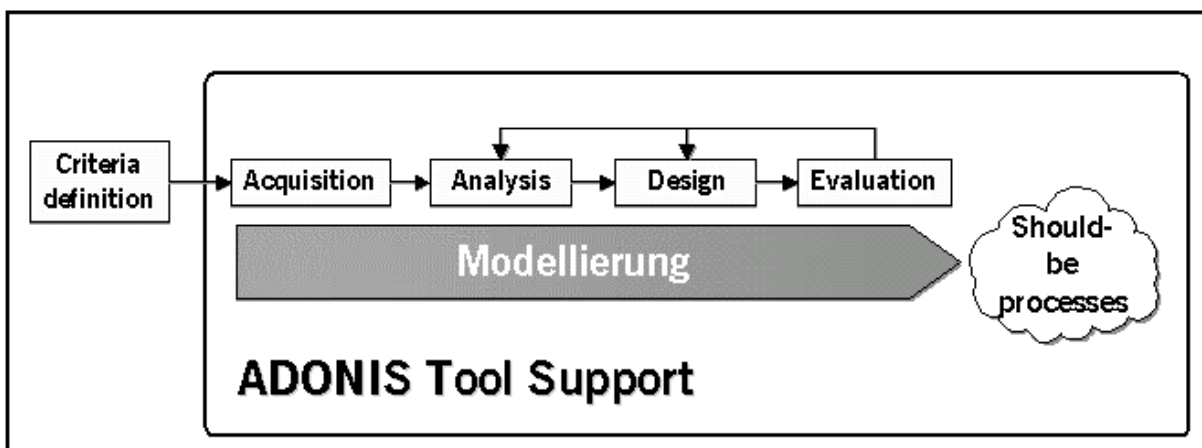 Criteria
definition
Acquisition
Analysis
Design
Evaluation
Modellierung
Should-
be
processes
ADONIS Tool Support